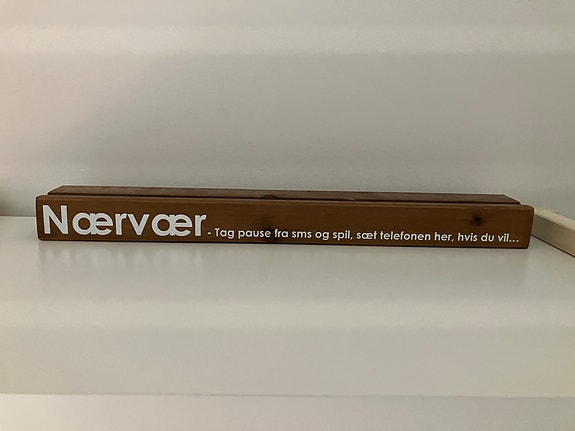 Nærvær - Tag pause fra sms og spil, sæt telefonen her, hvis du vil...